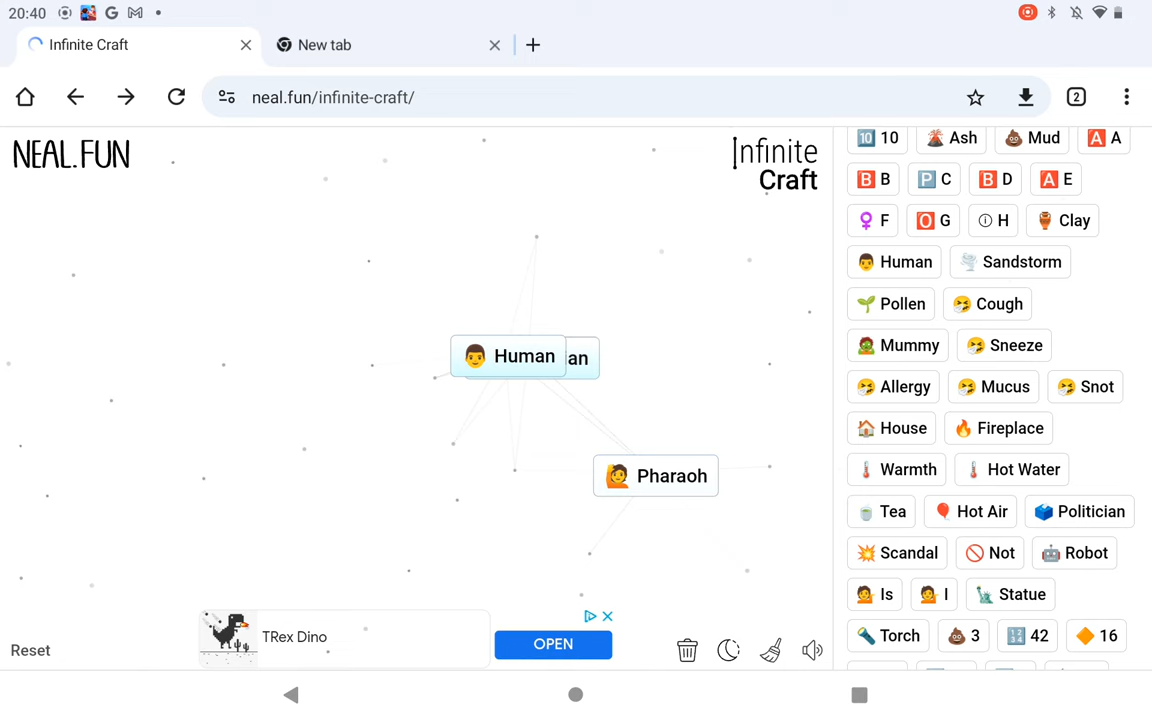 20:40
Infinite Craft
New tab
neal.fun/infinite-craft/
2
NEAL.FUN
Infinite
Craft
Human
an
Pharaoh
TRex Dino
OPEN
Reset
🔟 10 🌋 Ash 💩 Mud 🅰️ A
🅱️ B 🅿️ C 🅱️ D 🅰️ E
♀️ F 🅾️ G H 🏺 Clay
👨 Human 🌪️ Sandstorm
🌱 Pollen 🤧 Cough
🧟 Mummy 🤧 Sneeze
🤧 Allergy 🤧 Mucus 🤧 Snot
🏠 House 🔥 Fireplace
🌡️ Warmth 🌡️ Hot Water
🍵 Tea 🎈 Hot Air 🗳️ Politician
💥 Scandal 🚫 Not 🤖 Robot
💁 Is 💁 I 🗽 Statue
🔦 Torch 💩 3 🔢 42 🔶 16